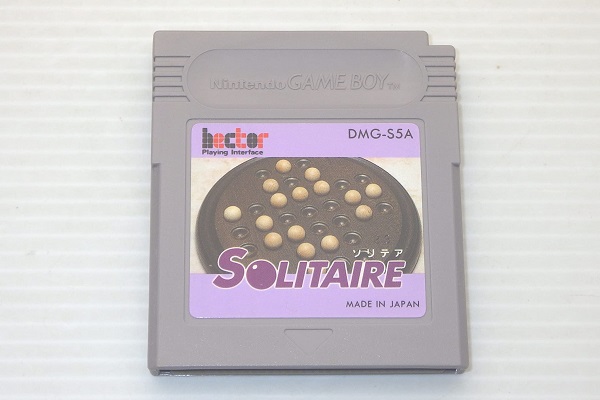 Nintendo GAME BOY TM
hector
Playing Interface
DMG-S5A
ソリテア
SOLITAIRE
MADE IN JAPAN